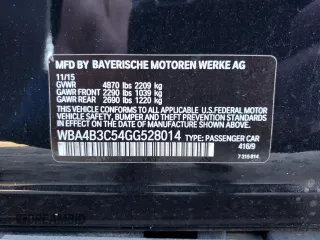 MFD BY BAYERISCHE MOTOREN WERKE AG
11/15
GVWR 4870 lbs 2209 kg
GAWR FRONT 2290 lbs 1039 kg
GAWR REAR 2690 lbs 1220 kg
THIS VEHICLE CONFORMS TO ALL APPLICABLE
U.S. FEDERAL MOTOR VEHICLE SAFETY, BUMPER,
AND THEFT PREVENTION STANDARDS IN EFFECT ON
THE DATE OF MANUFACTURE SHOWN ABOVE.
WBA4B3C54GG528014 TYPE: PASSENGER CAR
416/9
7 319 814